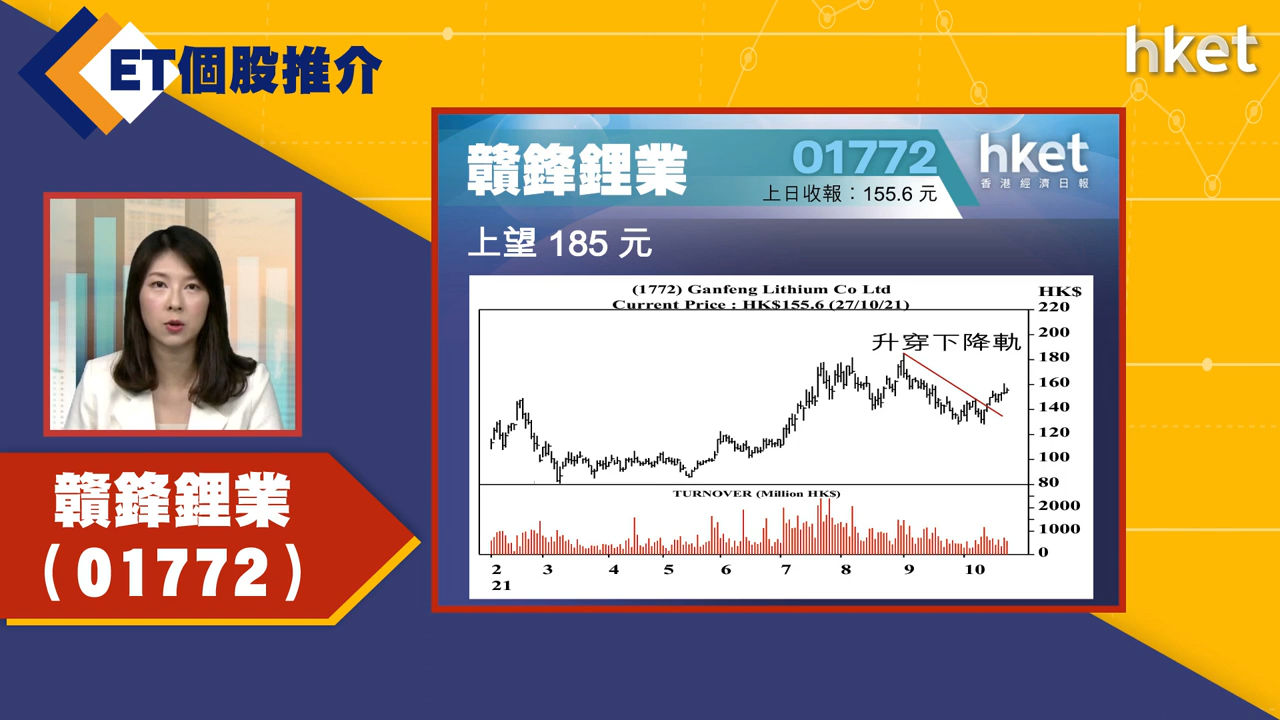 ET個股推介
hket
贛鋒鋰業
01772
上日收報：155.6 元
hket
香港經濟日報
上望 185 元
(1772) Ganfeng Lithium Co Ltd
Current Price : HK$155.6 (27/10/21)
HK$
220
200
升穿下降軌
180
160
140
120
100
80
TURNOVER (Million HK$)
2000
1000
0
2 3 4 5 6 7 8 9 10
21
贛鋒鋰業
（01772）